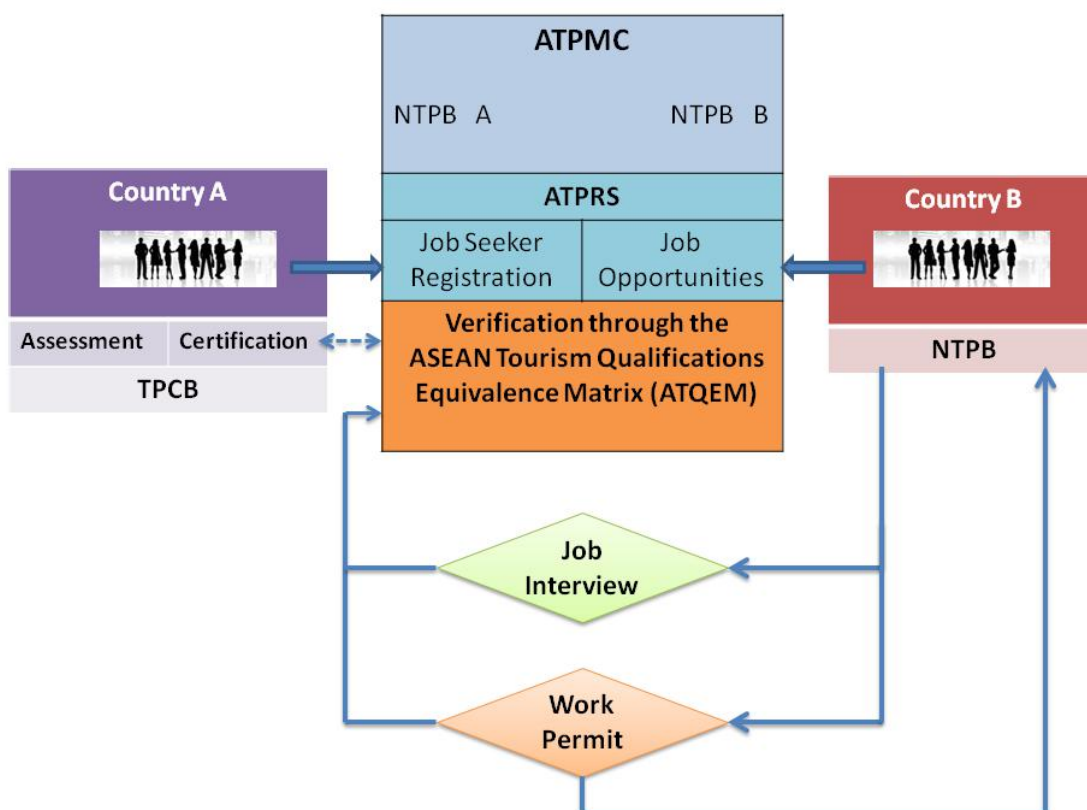 ATPMC
NTPB A
NTPB B
Country A
ATPRS
Country B
Job Seeker
Registration
Job
Opportunities
Assessment
Certification
TPCB
Verification through the
ASEAN Tourism Qualifications
Equivalence Matrix (ATQEM)
NTPB
Job
Interview
Work
Permit